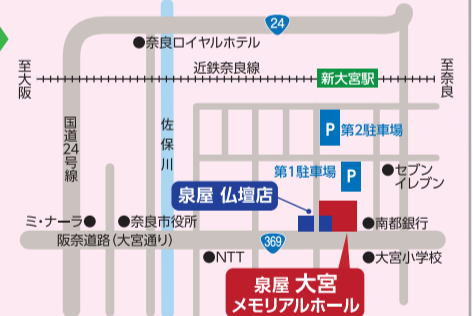 24
奈良ロイヤルホテル
至大阪
近鉄奈良線
新大宮駅
至奈良
国道24号線
佐保川
P 第2駐車場
第1駐車場 P
セブン
イレブン
泉屋 仏壇店
ミ・ナーラ
奈良市役所
南都銀行
阪奈道路(大宮通り)
369
NTT
大宮小学校
泉屋 大宮
メモリアルホール